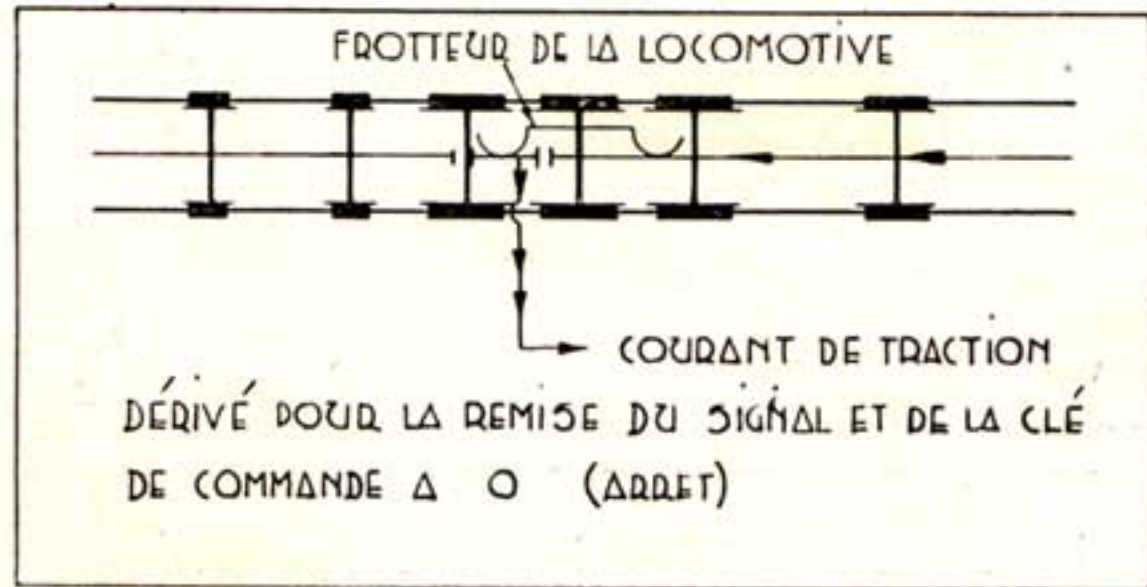 FROTTEUR DE LA LOCOMOTIVE
COURANT DE TRACTION
DÉRIVÉ POUR LA REMISE DU SIGNAL ET DE LA CLÉ
DE COMMANDE A O (ARRET)